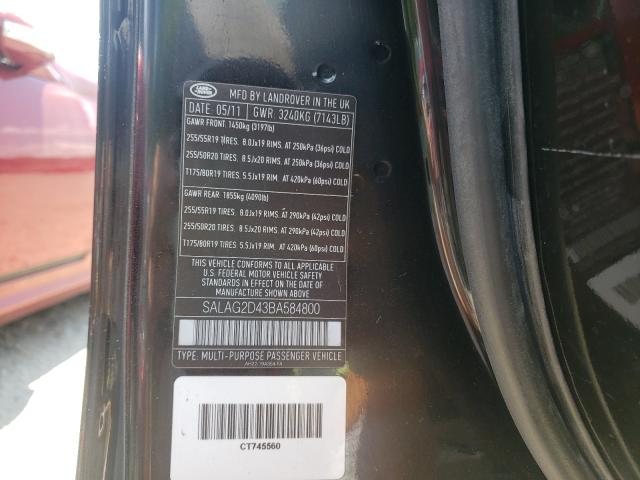 LAND ROVER
MFD BY LANDROVER IN THE UK
DATE 05/11 GWR 3240KG (7143LB)
GAWR FRONT: 1450kg (3197lb)
255/55R19 TIRES. 8.0Jx19 RIMS. AT 250kPa (36psi) COLD
255/50R20 TIRES. 8.5Jx20 RIMS. AT 250kPa (36psi) COLD
T175/80R19 TIRES. 5.5Jx19 RIM. AT 420kPa (60psi) COLD
GAWR REAR: 1855kg (4090lb)
255/55R19 TIRES. 8.0Jx19 RIMS. AT 290kPa (42psi) COLD
255/50R20 TIRES. 8.5Jx20 RIMS. AT 290kPa (42psi) COLD
T175/80R19 TIRES 5.5Jx19 RIM. AT 420kPa (60psi) COLD
THIS VEHICLE CONFORMS TO ALL APPLICABLE
U.S. FEDERAL MOTOR VEHICLE SAFETY
STANDARDS IN EFFECT ON THE DATE OF
MANUFACTURE SHOWN ABOVE.
SALAG2D43BA584800
TYPE: MULTI-PURPOSE PASSENGER VEHICLE
CT745560